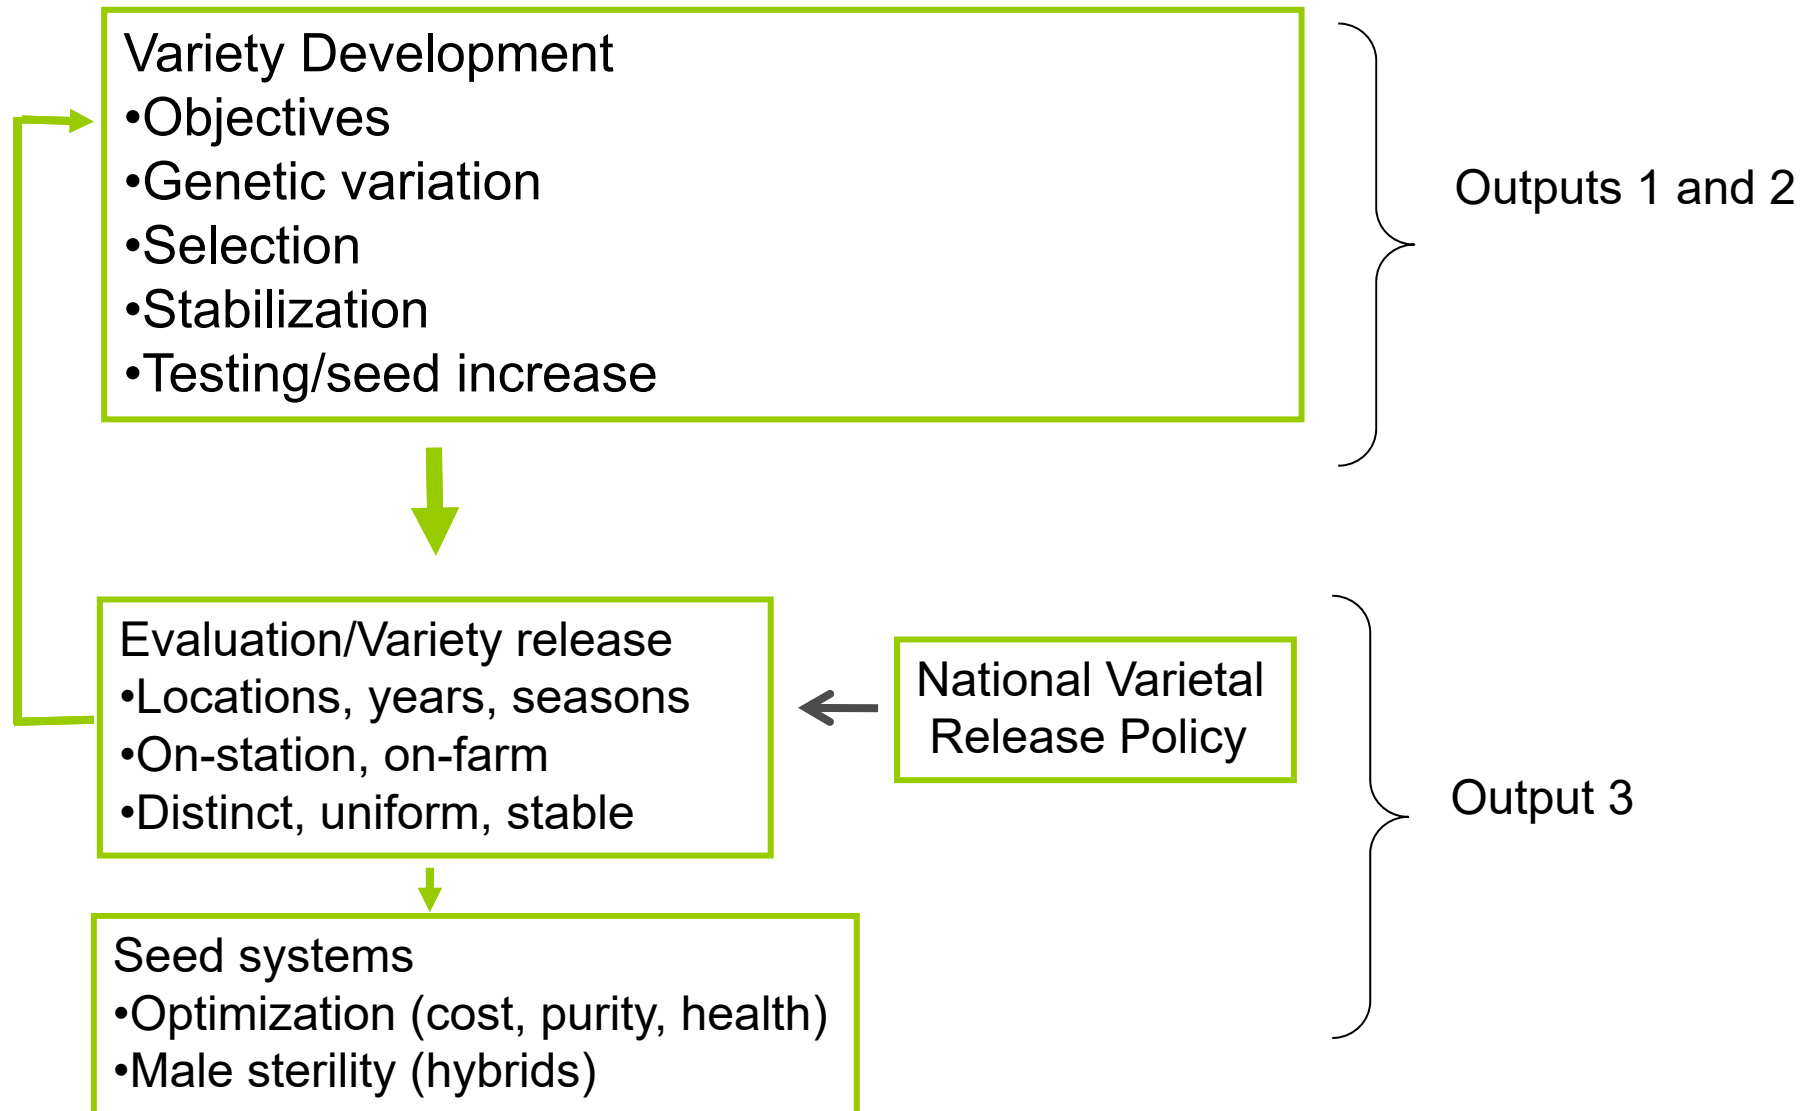 Variety Development
•Objectives
•Genetic variation
•Selection
•Stabilization
•Testing/seed increase
Outputs 1 and 2
Evaluation/Variety release
•Locations, years, seasons
•On-station, on-farm
•Distinct, uniform, stable
National Varietal
Release Policy
Output 3
Seed systems
•Optimization (cost, purity, health)
•Male sterility (hybrids)